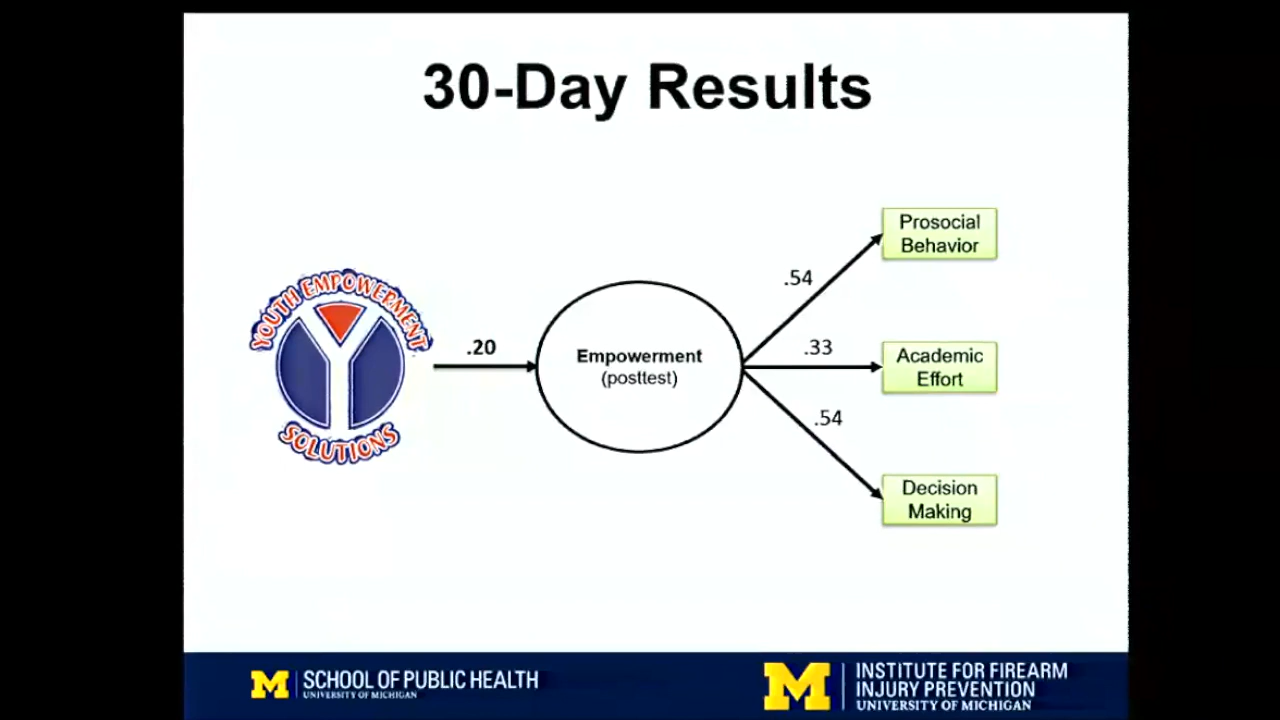 30-Day Results
YOUTH EMPOWERMENT
SOLUTIONS
.20
Empowerment
(posttest)
.54
.33
.54
Prosocial
Behavior
Academic
Effort
Decision
Making
M
SCHOOL OF PUBLIC HEALTH
UNIVERSITY OF MICHIGAN
M
INSTITUTE FOR FIREARM
INJURY PREVENTION
UNIVERSITY OF MICHIGAN